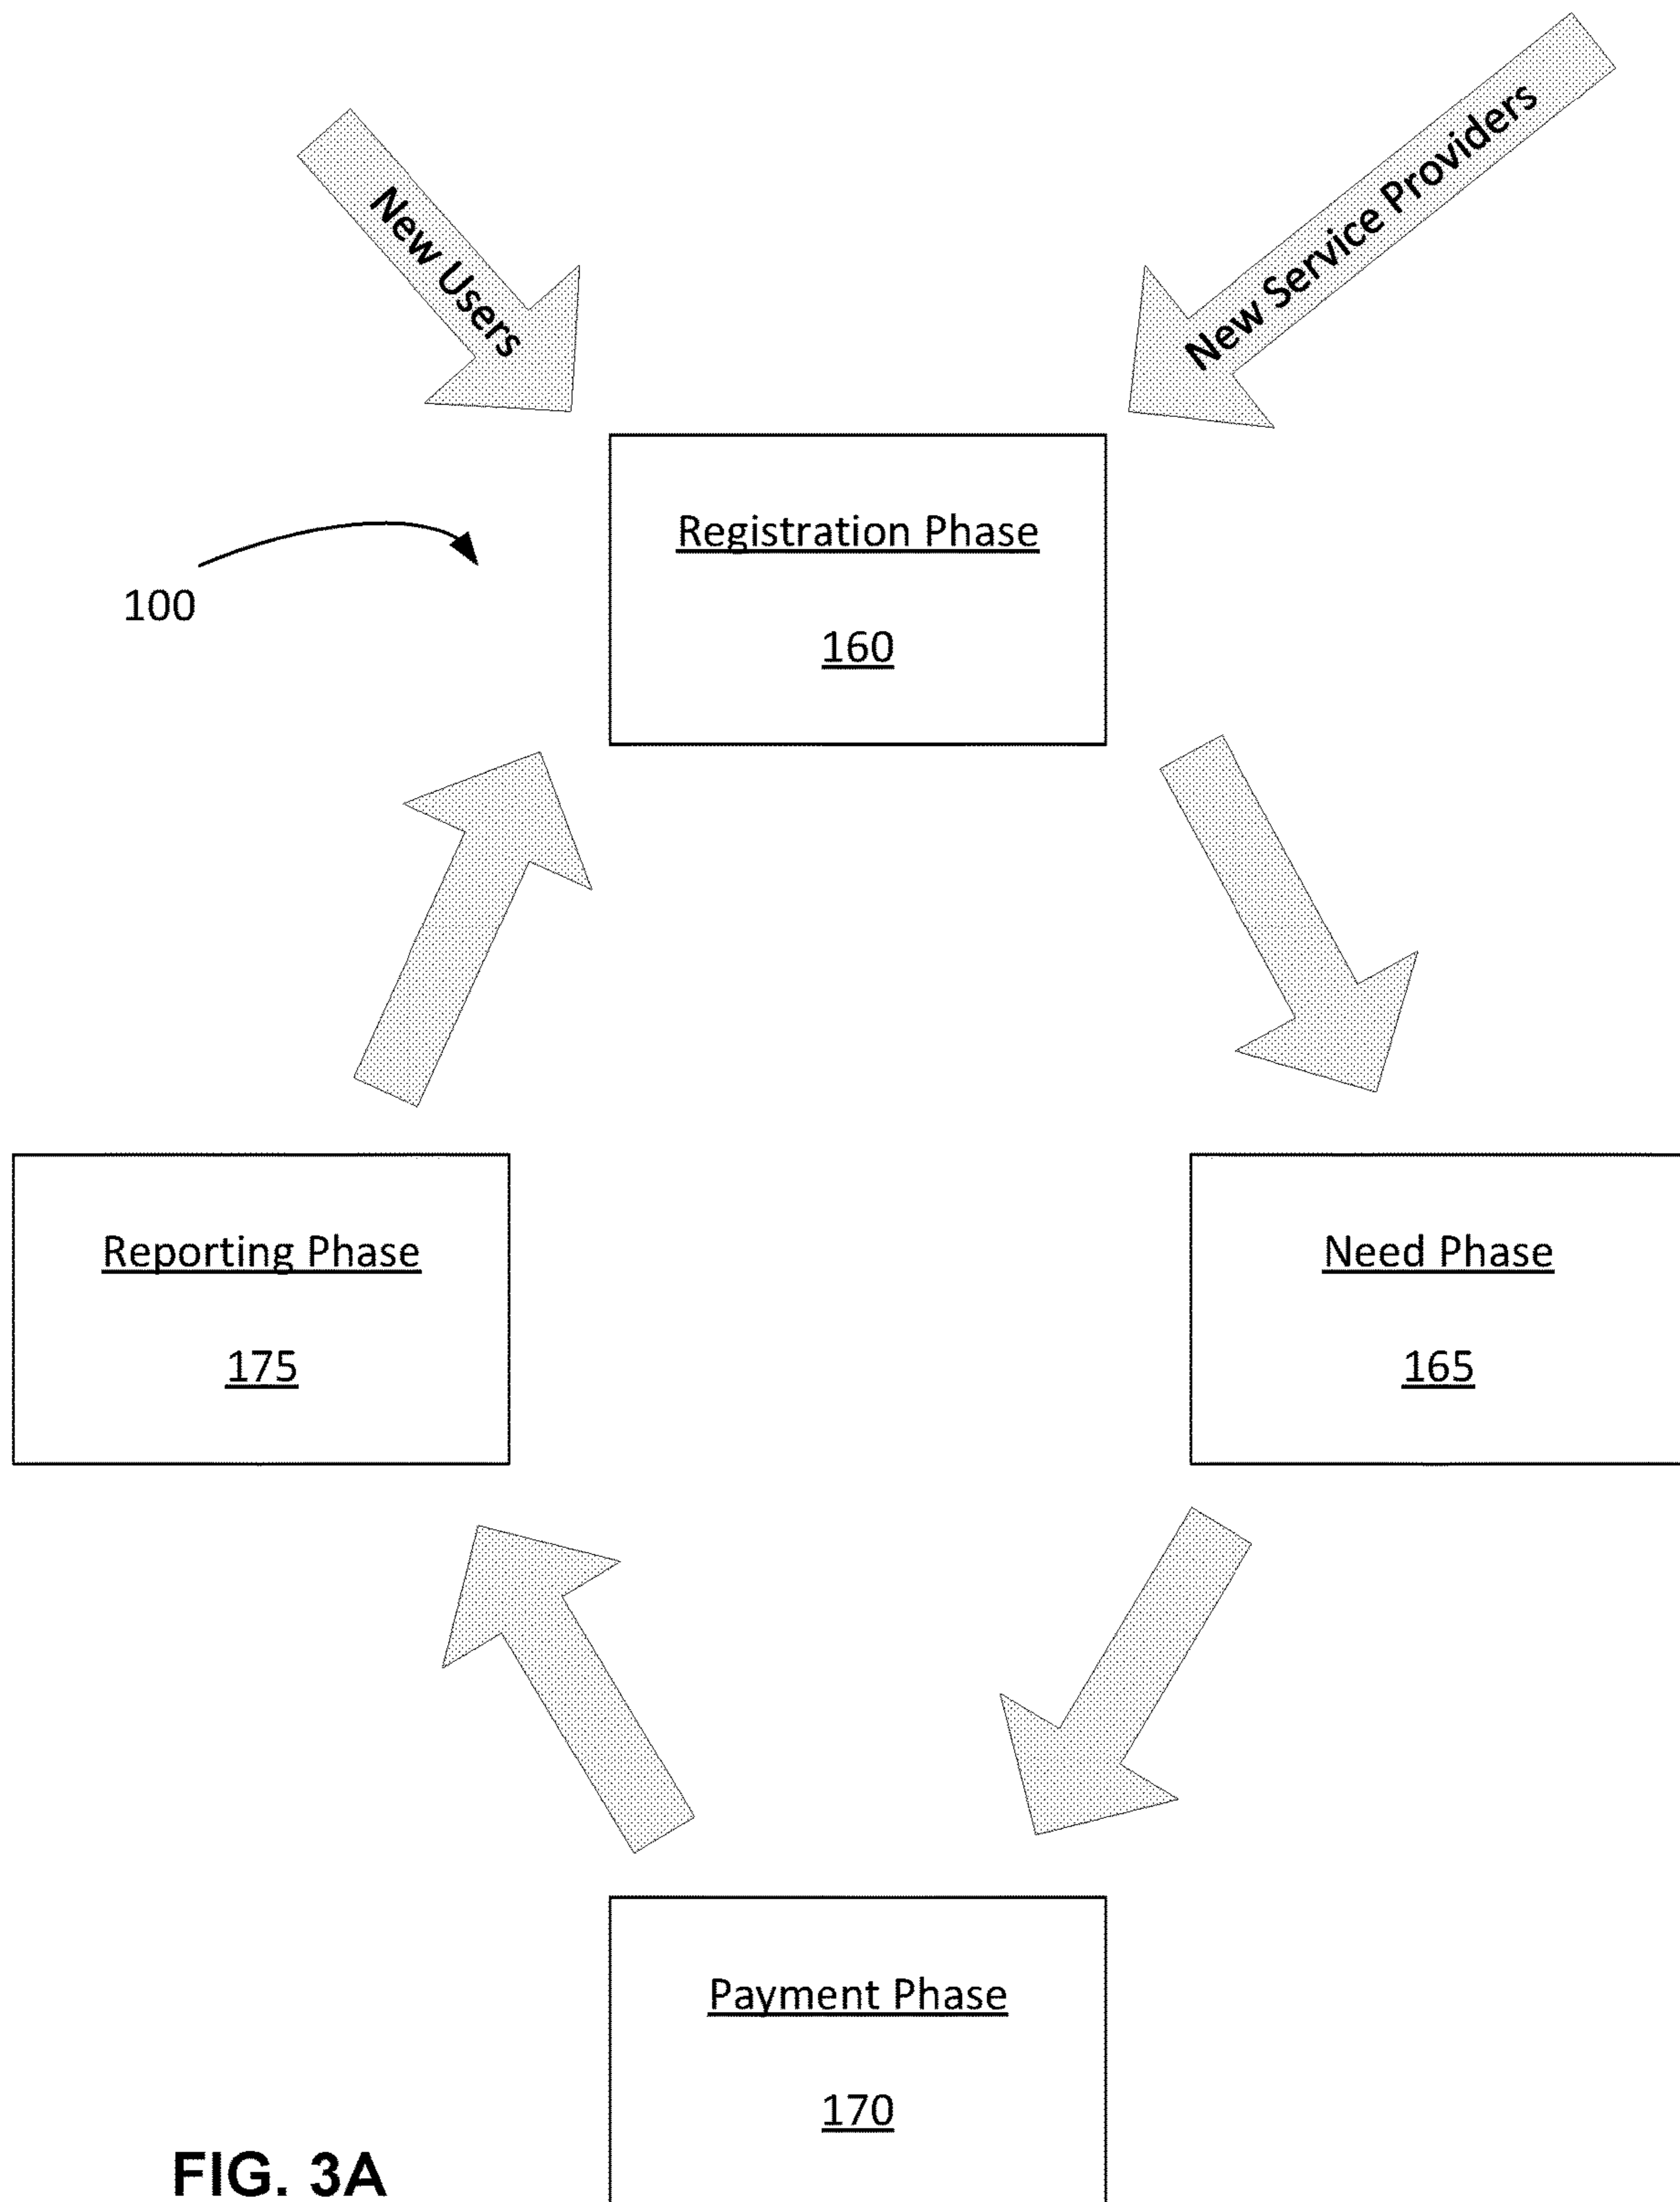 New Users
New Service Providers
100
Registration Phase
160
Reporting Phase
175
Need Phase
165
Payment Phase
170
FIG. 3A